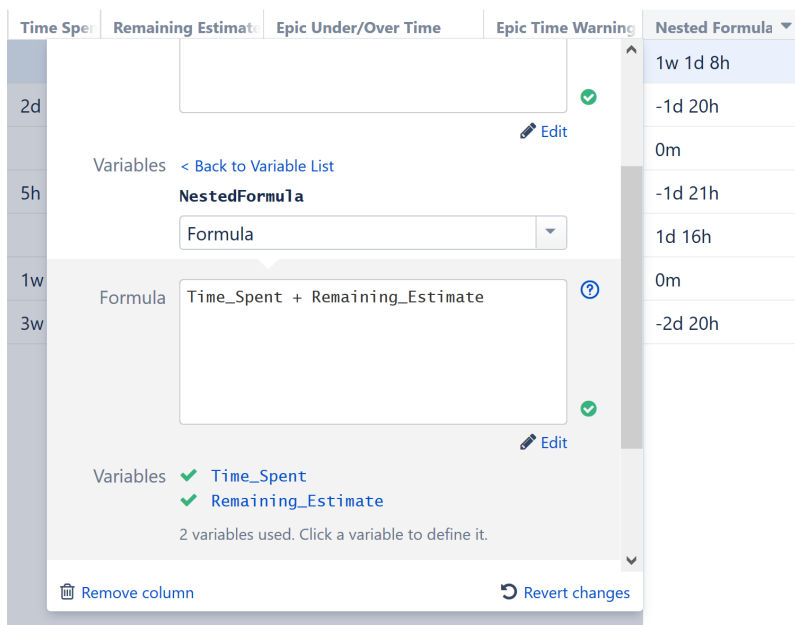 Time Spen
Remaining Estimate
Epic Under/Over Time
Epic Time Warning
Nested Formula
1w 1d 8h
2d
-1d 20h
Edit
0m
Variables < Back to Variable List
NestedFormula
5h
-1d 21h
Formula
1d 16h
1w
Formula
Time_Spent + Remaining_Estimate
0m
3w
-2d 20h
Edit
Variables
Time_Spent
Remaining_Estimate
2 variables used. Click a variable to define it.
Remove column
Revert changes